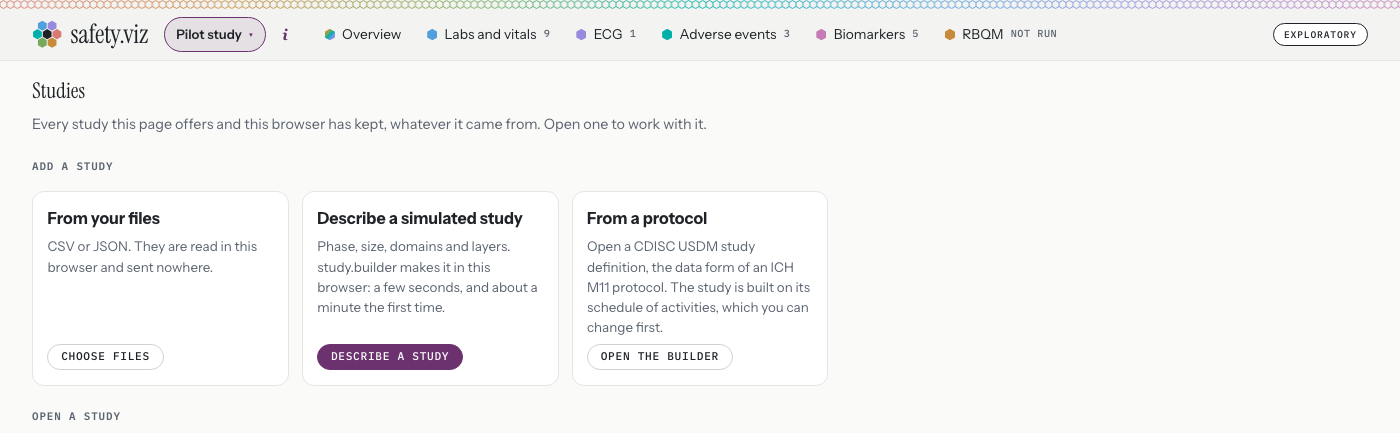 safety.viz Pilot study i Overview Labs and vitals 9 ECG 1 Adverse events 3 Biomarkers 5 RBQM NOT RUN EXPLORATORY
Studies
Every study this page offers and this browser has kept, whatever it came from. Open one to work with it.
ADD A STUDY
From your files
CSV or JSON. They are read in this
browser and sent nowhere.
CHOOSE FILES
Describe a simulated study
Phase, size, domains and layers.
study.builder makes it in this
browser: a few seconds, and about a
minute the first time.
DESCRIBE A STUDY
From a protocol
Open a CDISC USDM study
definition, the data form of an ICH
M11 protocol. The study is built on its
schedule of activities, which you can
change first.
OPEN THE BUILDER
OPEN A STUDY